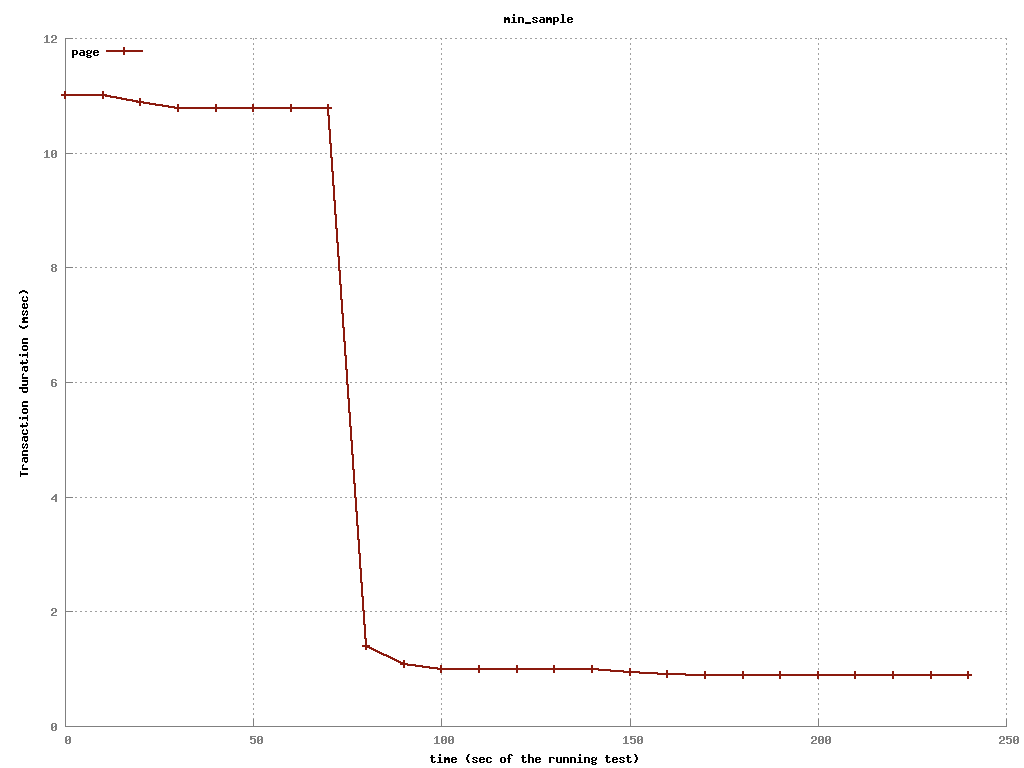 min_sample
page
12
10
8
6
4
2
0
Transaction duration (msec)
0 50 100 150 200 250
time (sec of the running test)